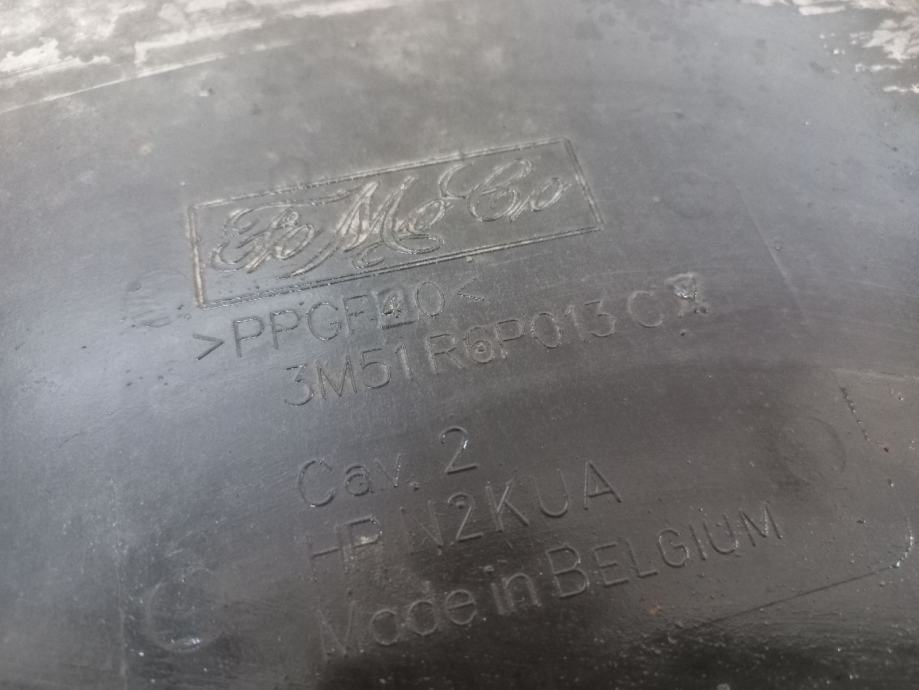 FoMoCo
>PPGF20<
3M51 R6P013 C
Cav. 2
HP N2KUA
Made in BELGIUM